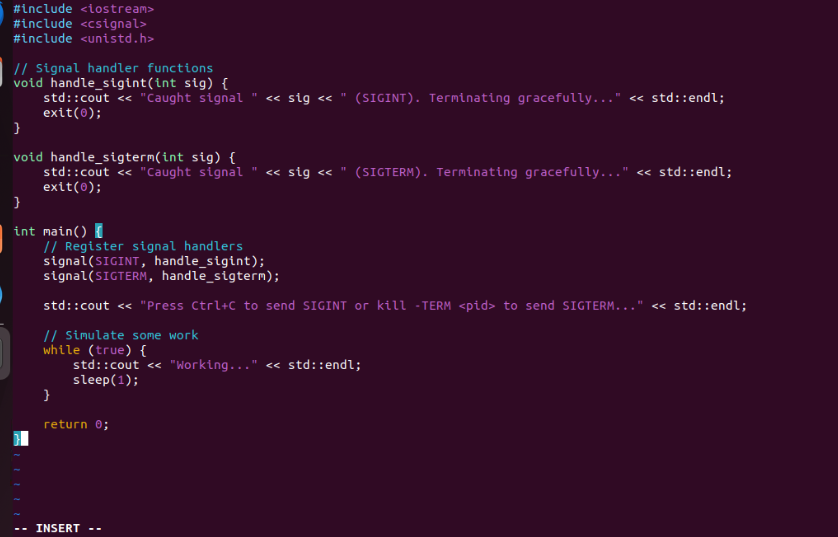 #include <iostream>
#include <csignal>
#include <unistd.h>

// Signal handler functions
void handle_sigint(int sig) {
    std::cout << "Caught signal " << sig << " (SIGINT). Terminating gracefully..." << std::endl;
    exit(0);
}

void handle_sigterm(int sig) {
    std::cout << "Caught signal " << sig << " (SIGTERM). Terminating gracefully..." << std::endl;
    exit(0);
}

int main() {
    // Register signal handlers
    signal(SIGINT, handle_sigint);
    signal(SIGTERM, handle_sigterm);

    std::cout << "Press Ctrl+C to send SIGINT or kill -TERM <pid> to send SIGTERM..." << std::endl;

    // Simulate some work
    while (true) {
        std::cout << "Working..." << std::endl;
        sleep(1);
    }

    return 0;
}
~
~
~
~
~
-- INSERT --